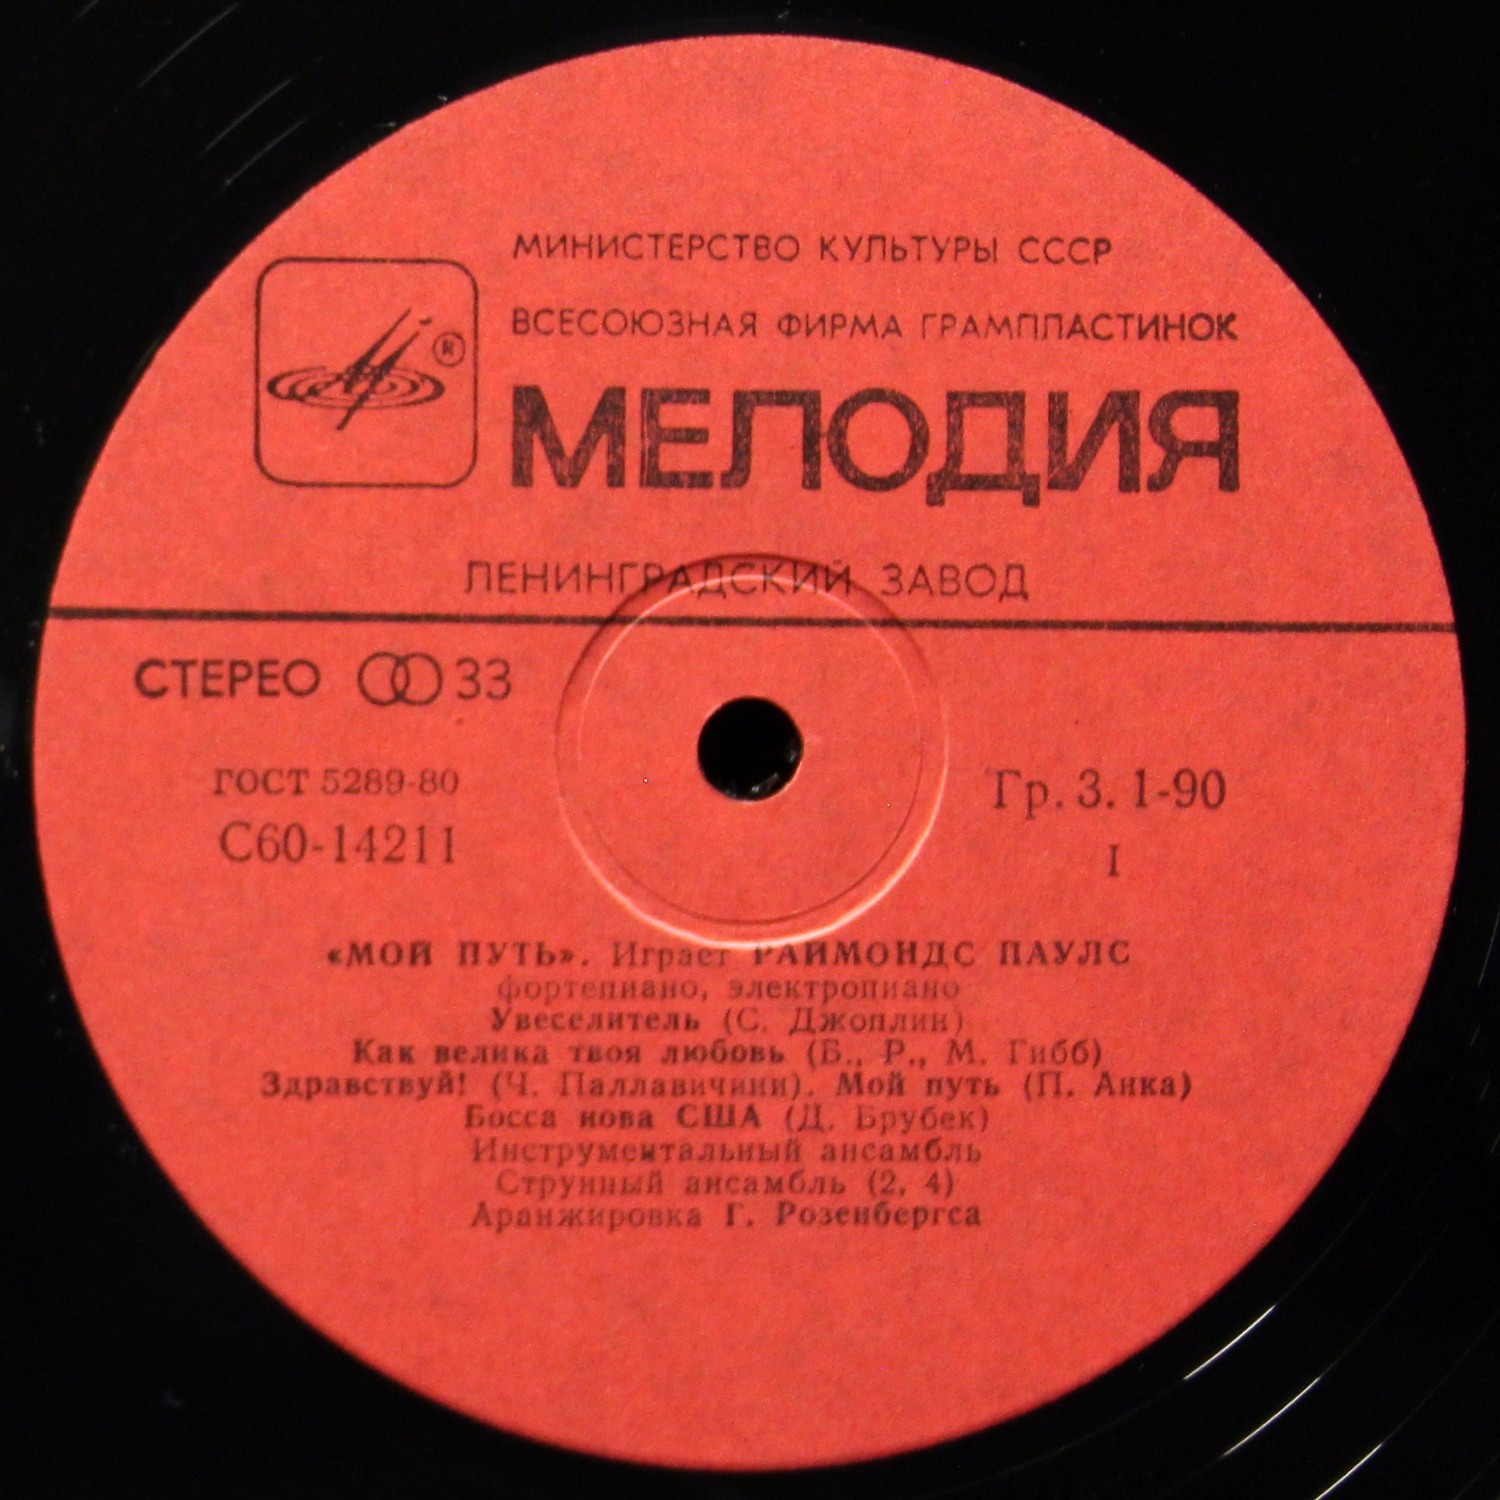 МИНИСТЕРСТВО КУЛЬТУРЫ СССР
ВСЕСОЮЗНАЯ ФИРМА ГРАМПЛАСТИНОК
®
МЕЛОДИЯ
ЛЕНИНГРАДСКИЙ ЗАВОД
СТЕРЕО 33
ГОСТ 5289-80
С60-14211
Гр. 3. 1-90
I
«МОЙ ПУТЬ». Играет РАЙМОНДС ПАУЛС
фортепиано, электропиано
Увеселитель (С. Джоплин)
Как велика твоя любовь (Б., Р., М. Гибб)
Здравствуй! (Ч. Паллавичини). Мой путь (П. Анка)
Босса нова США (Д. Брубек)
Инструментальный ансамбль
Струнный ансамбль (2, 4)
Аранжировка Г. Розенбергса